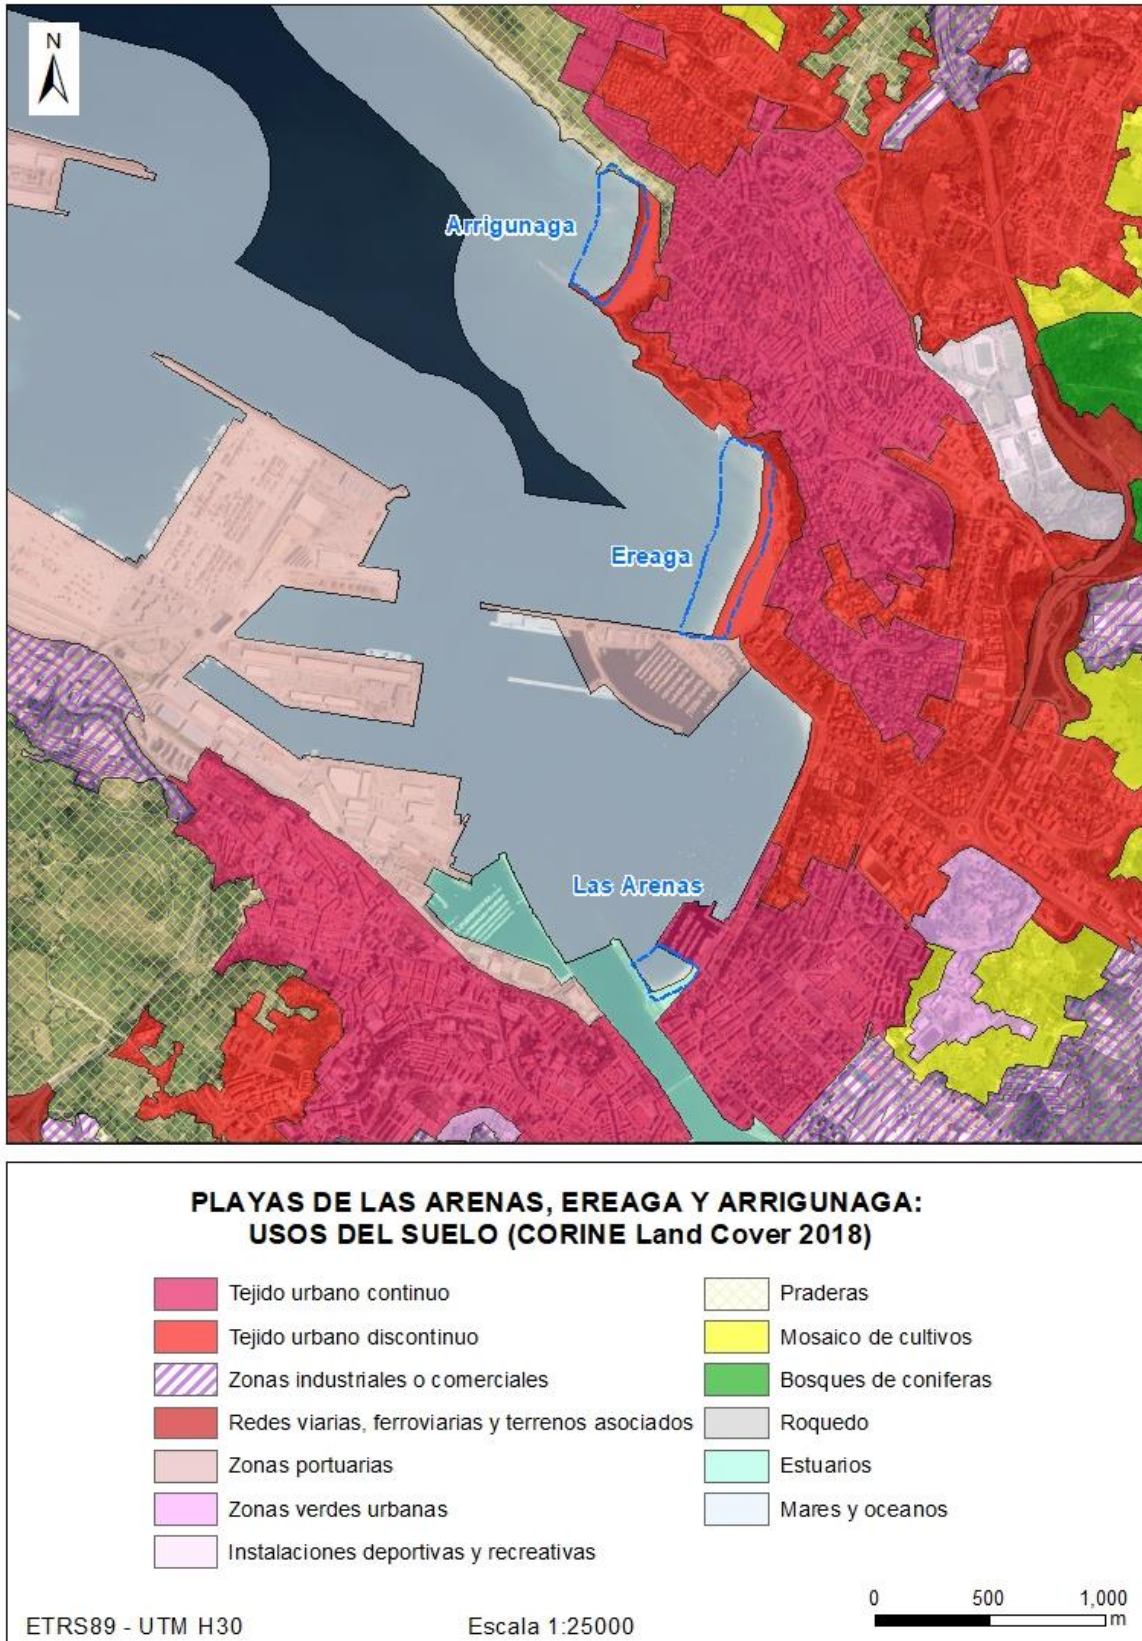 N
Arrigunaga
Ereaga
Las Arenas
PLAYAS DE LAS ARENAS, EREAGA Y ARRIGUNAGA:
USOS DEL SUELO (CORINE Land Cover 2018)
Tejido urbano continuo
Tejido urbano discontinuo
Zonas industriales o comerciales
Redes viarias, ferroviarias y terrenos asociados
Zonas portuarias
Zonas verdes urbanas
Instalaciones deportivas y recreativas
Praderas
Mosaico de cultivos
Bosques de coniferas
Roquedo
Estuarios
Mares y oceanos
0 500 1,000
m
ETRS89 - UTM H30
Escala 1:25000